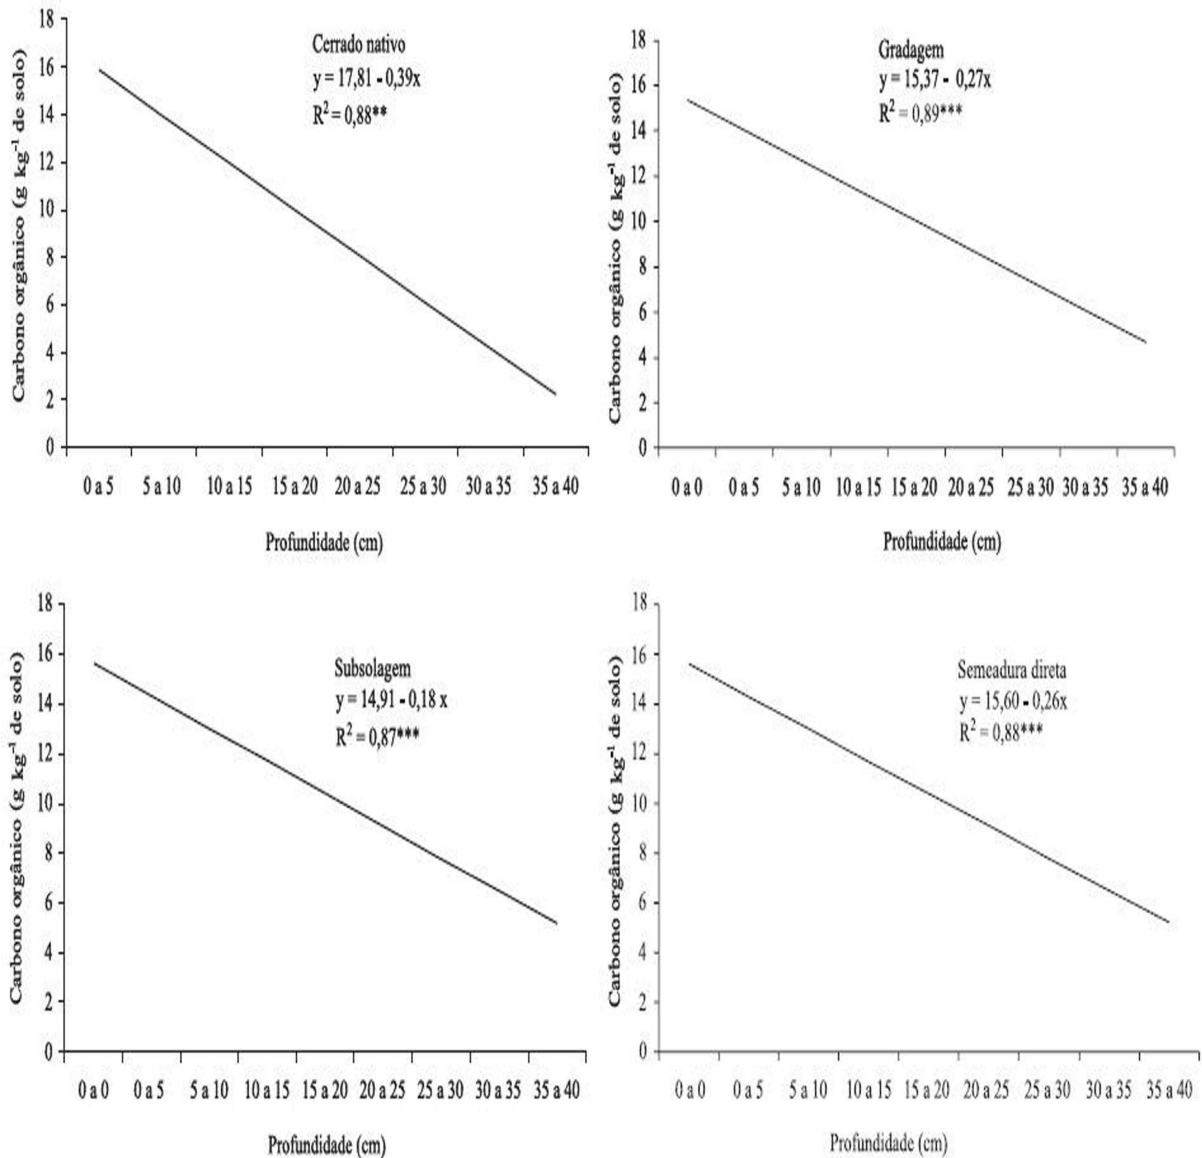 Carbono orgânico (g kg⁻¹ de solo)
18
16
14
12
10
8
6
4
2
0
Cerrado nativo
y = 17,81 - 0,39x
R² = 0,88**
0 a 5 5 a 10 10 a 15 15 a 20 20 a 25 25 a 30 30 a 35 35 a 40
Profundidade (cm)
Carbono orgânico (g kg⁻¹ de solo)
18
16
14
12
10
8
6
4
2
0
Gradagem
y = 15,37 - 0,27x
R² = 0,89***
0 a 0 0 a 5 5 a 10 10 a 15 15 a 20 20 a 25 25 a 30 30 a 35 35 a 40
Profundidade (cm)
Carbono orgânico (g kg⁻¹ de solo)
18
16
14
12
10
8
6
4
2
0
Subsolagem
y = 14,91 - 0,18 x
R² = 0,87***
0 a 0 0 a 5 5 a 10 10 a 15 15 a 20 20 a 25 25 a 30 30 a 35 35 a 40
Profundidade (cm)
Carbono orgânico (g kg⁻¹ de solo)
18
16
14
12
10
8
6
4
2
0
Semeadura direta
y = 15,60 - 0,26x
R² = 0,88***
0 a 0 0 a 5 5 a 10 10 a 15 15 a 20 20 a 25 25 a 30 30 a 35 35 a 40
Profundidade (cm)